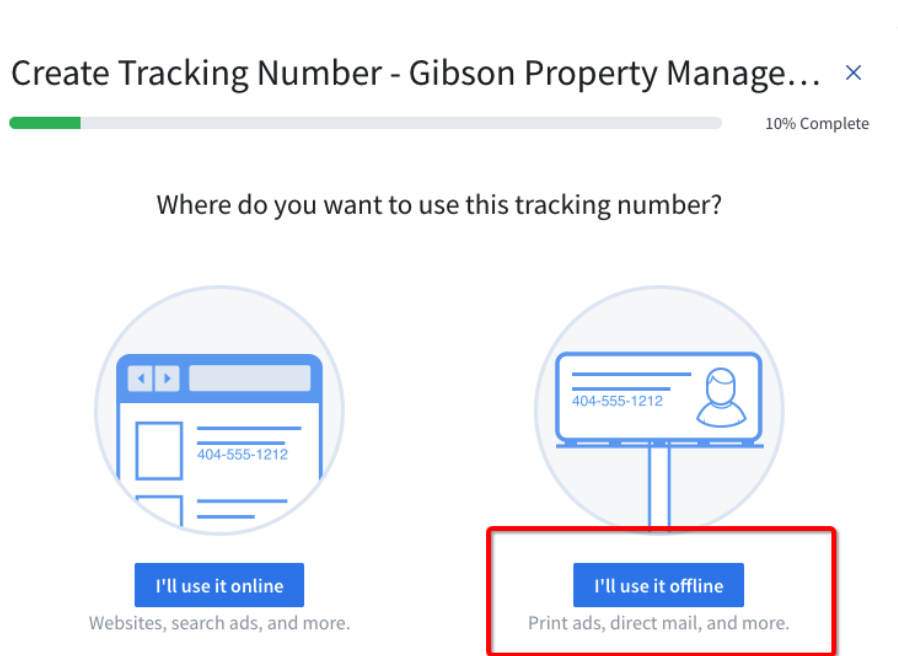 Create Tracking Number - Gibson Property Manage...
10% Complete
Where do you want to use this tracking number?
404-555-1212
404-555-1212
I'll use it online
I'll use it offline
Websites, search ads, and more.
Print ads, direct mail, and more.